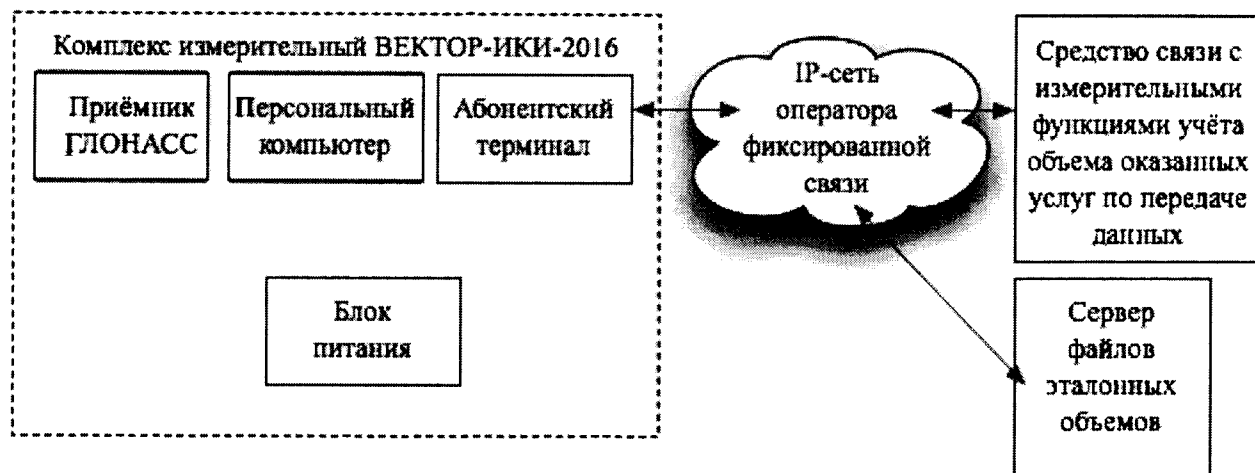 Комплекс измерительный ВЕКТОР-ИКИ-2016
Приёмник
ГЛОНАСС
Персональный
компьютер
Абонентский
терминал
Блок
питания
IP-сеть
оператора
фиксированной
связи
Средство связи с
измерительными
функциями учёта
объема оказанных
услуг по передаче
данных
Сервер
файлов
эталонных
объемов